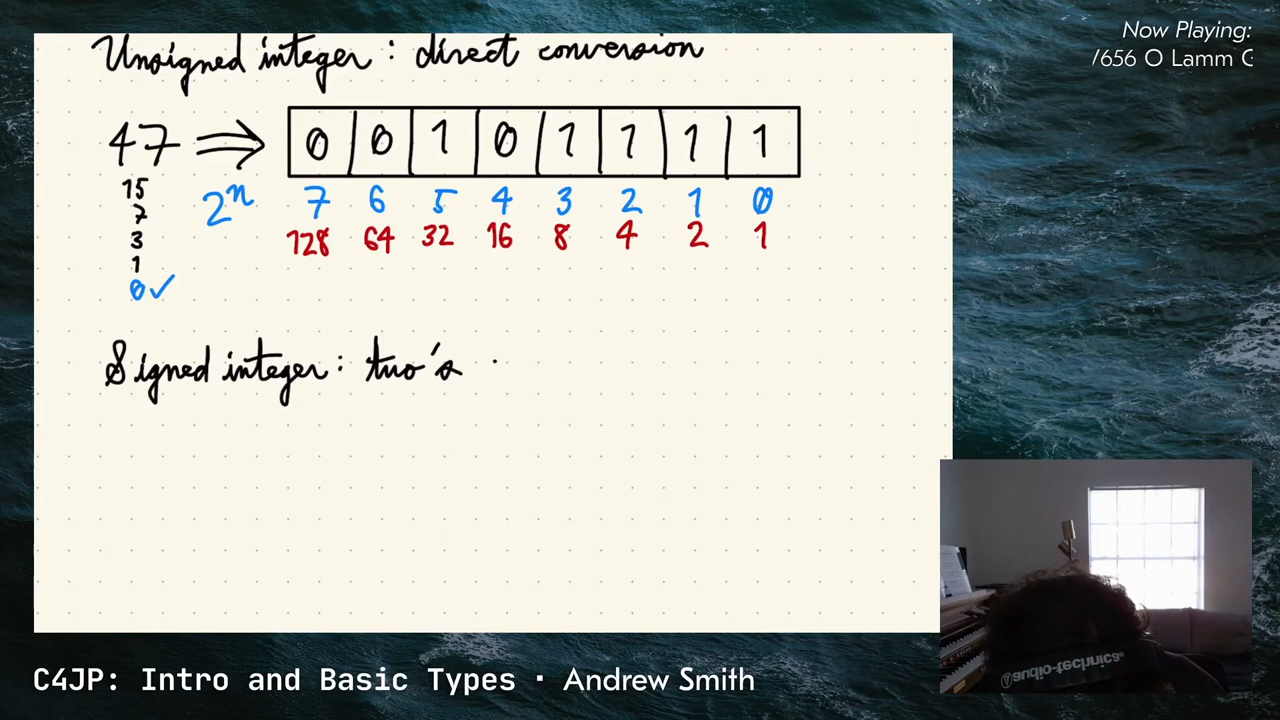 Unsigned integer: direct conversion
47 ⇒ 0 0 1 0 1 1 1 1
15
7
3
1
0✓
2ⁿ 7 6 5 4 3 2 1 0
128 64 32 16 8 4 2 1
Signed integer: two's
Now Playing:
/656 O Lamm G
audio-technica
C4JP: Intro and Basic Types · Andrew Smith